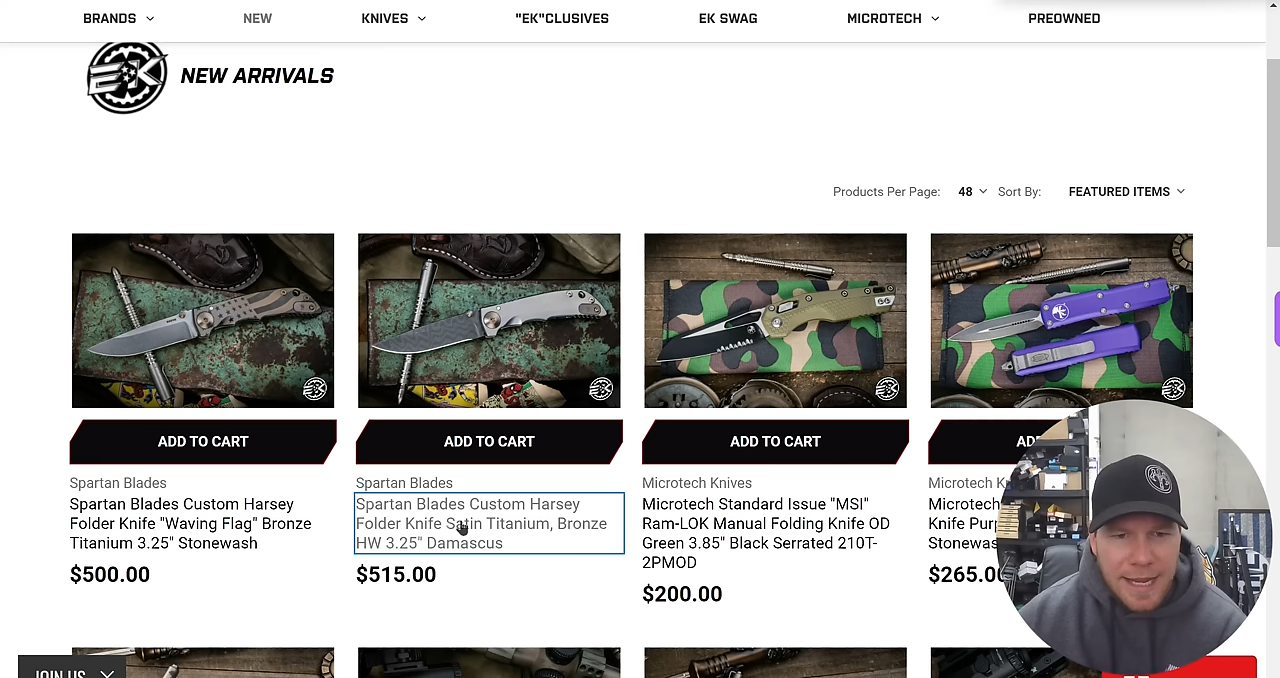 BRANDS
NEW
KNIVES
"EK"CLUSIVES
EK SWAG
MICROTECH
PREOWNED
EK
NEW ARRIVALS
Products Per Page:
48
Sort By:
FEATURED ITEMS
ADD TO CART
Spartan Blades
Spartan Blades Custom Harsey
Folder Knife "Waving Flag" Bronze
Titanium 3.25" Stonewash
$500.00
ADD TO CART
Spartan Blades
Spartan Blades Custom Harsey
Folder Knife Satin Titanium, Bronze
HW 3.25" Damascus
$515.00
ADD TO CART
Microtech Knives
Microtech Standard Issue "MSI"
Ram-LOK Manual Folding Knife OD
Green 3.85" Black Serrated 210T-
2PMOD
$200.00
AD
Microtech Kn
Microtech
Knife Pur
Stonewas
$265.00
JOIN US